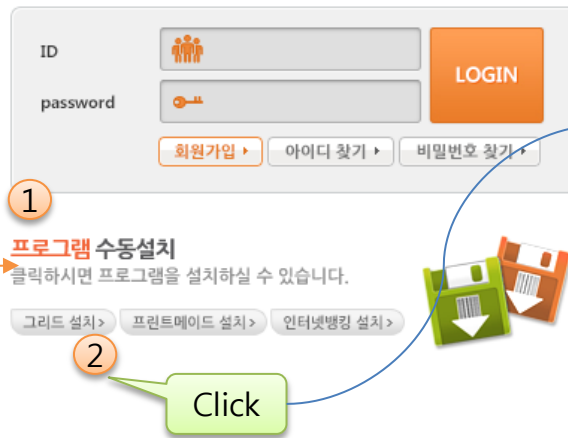 ID
LOGIN
password
회원가입
아이디 찾기
비밀번호 찾기
1
프로그램 수동설치
클릭하시면 프로그램을 설치하실 수 있습니다.
그리드 설치> 프린트메이드 설치> 인터넷뱅킹 설치>
2
Click